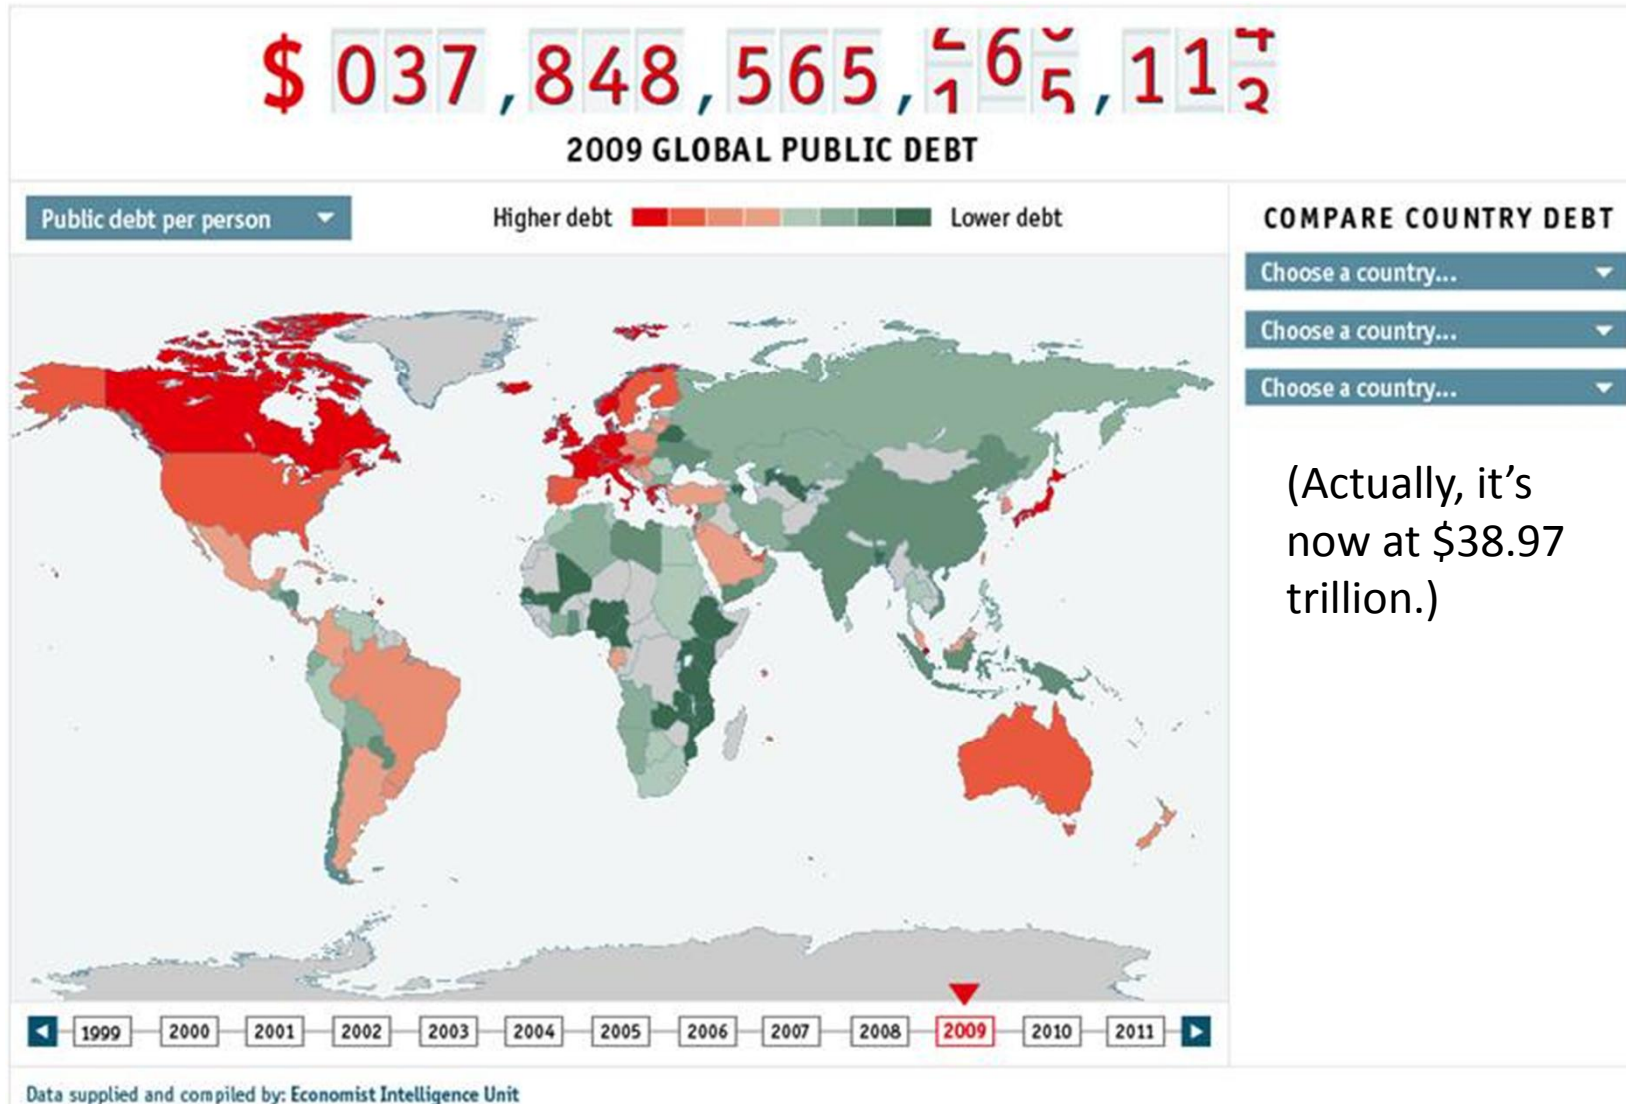 $ 037,848,565,165,113
2009 GLOBAL PUBLIC DEBT
Public debt per person
Higher debt
Lower debt
COMPARE COUNTRY DEBT
Choose a country...
Choose a country...
Choose a country...
(Actually, it’s
now at $38.97
trillion.)
1999 2000 2001 2002 2003 2004 2005 2006 2007 2008 2009 2010 2011
Data supplied and compiled by: Economist Intelligence Unit